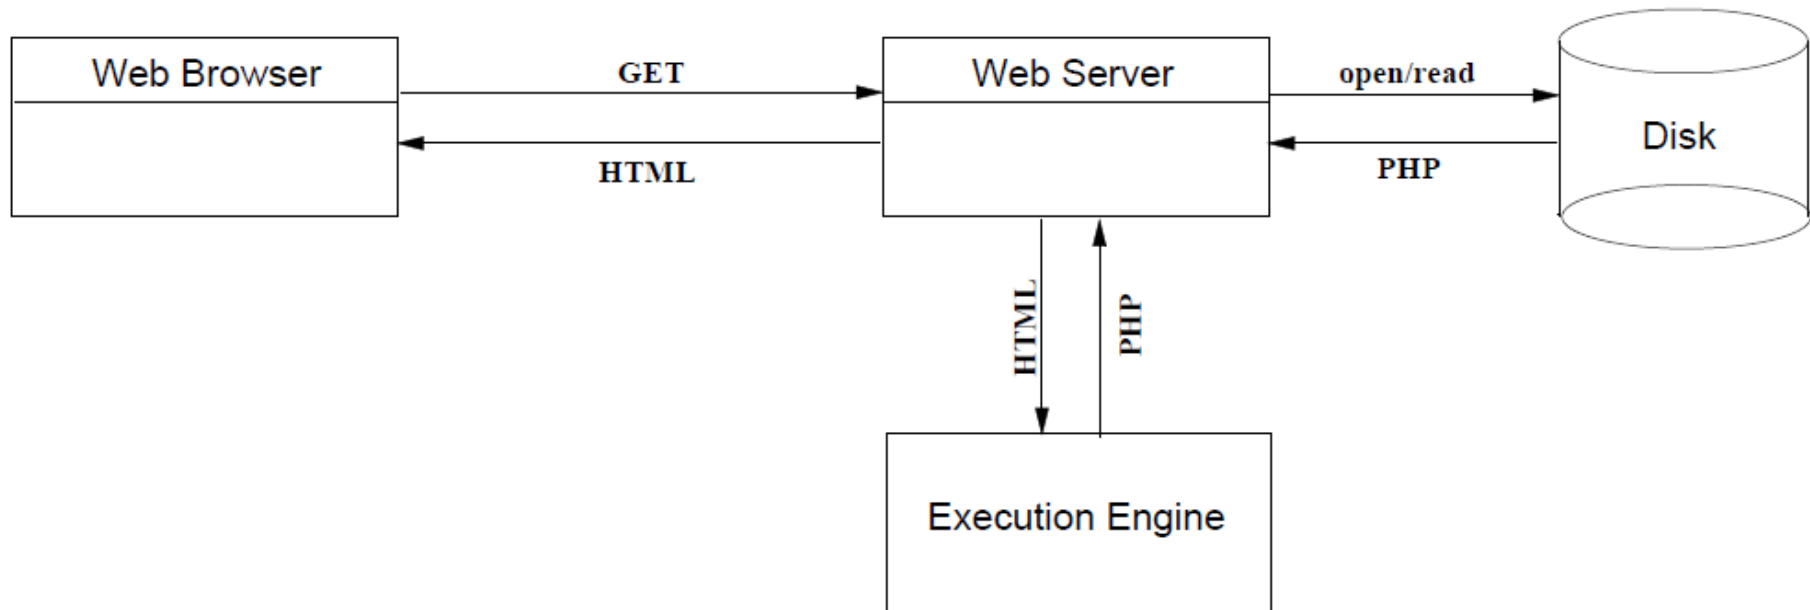 Web Browser
GET
Web Server
open/read
Disk
HTML
PHP
HTML
PHP
Execution Engine